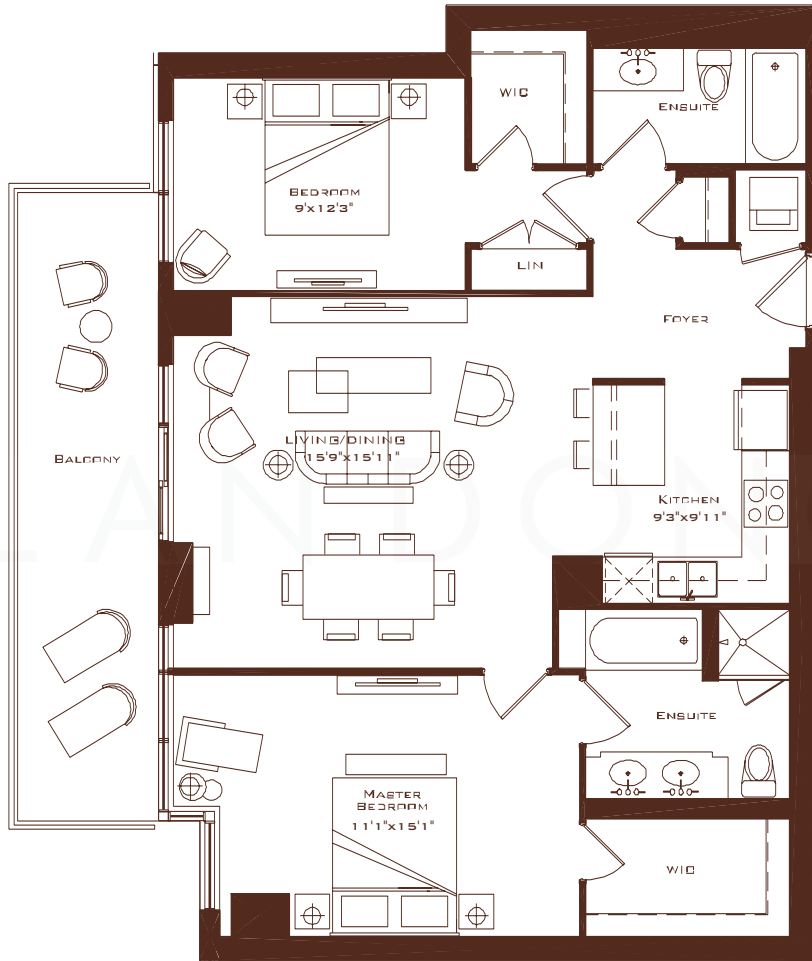 WIC
ENSUITE
BEDROOM
9'x12'3"
LIN
FOYER
LIVING/DINING
15'9"x15'11"
BALCONY
KITCHEN
9'3"x9'11"
ENSUITE
MASTER
BEDROOM
11'1"x15'1"
WIC